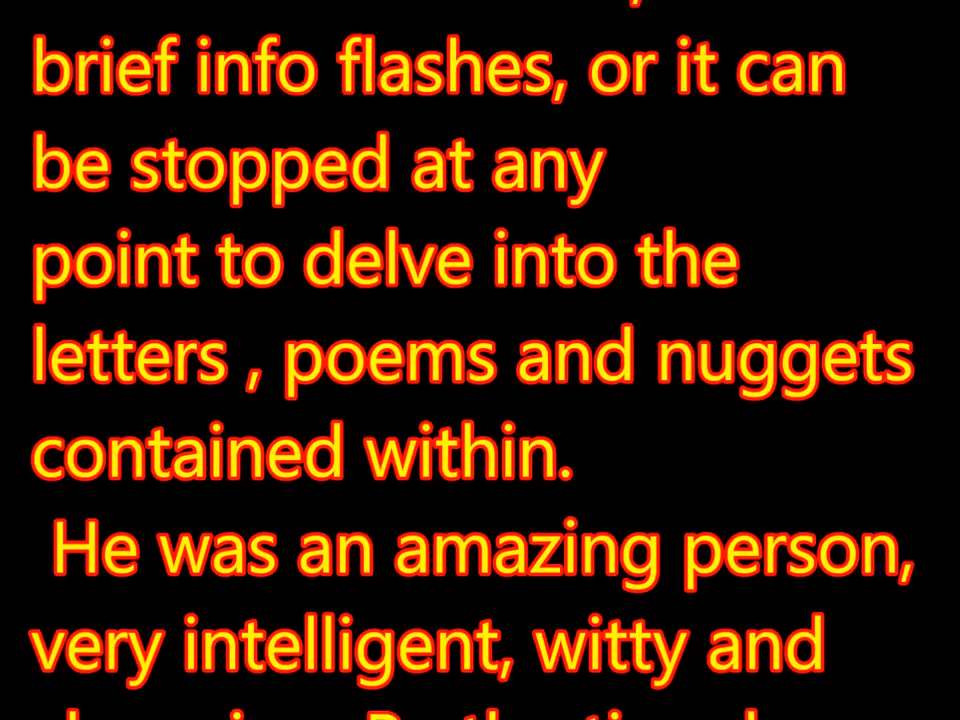 brief info flashes, or it can
be stopped at any
point to delve into the
letters , poems and nuggets
contained within.
He was an amazing person,
very intelligent, witty and